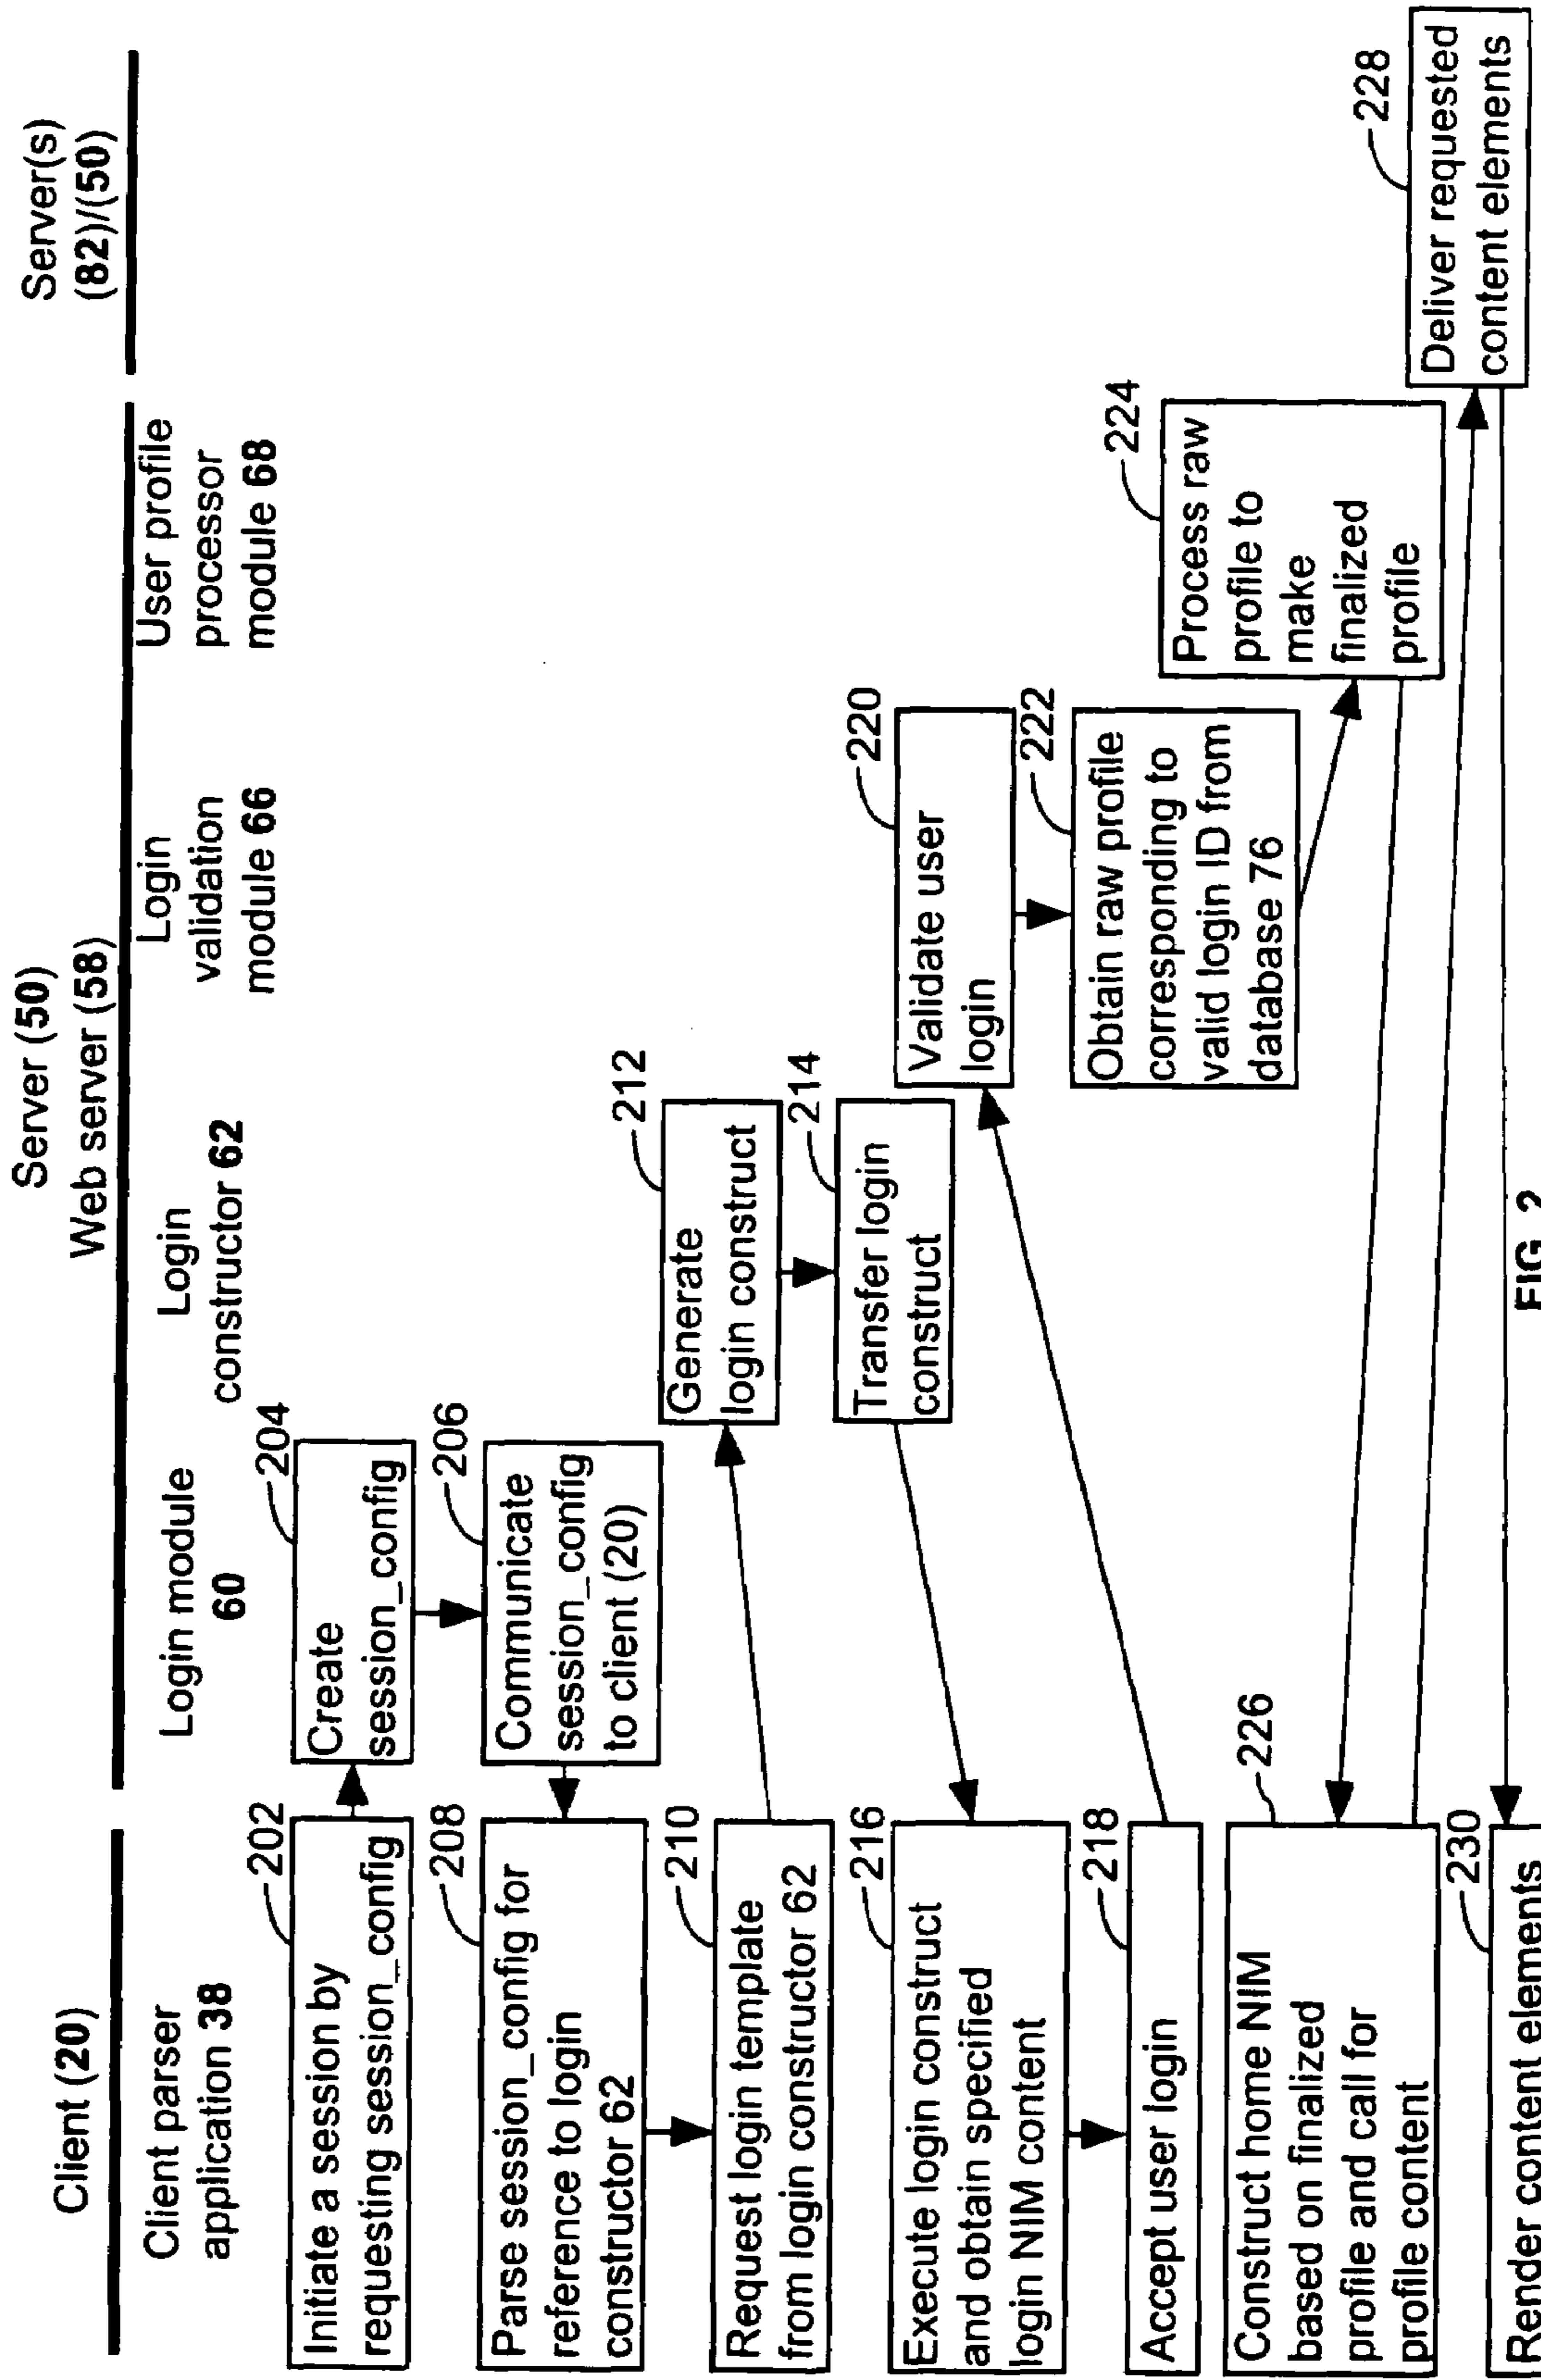 Client (20)
Server (50)
Web server (58)
Server(s)
(82)/(50)
Client parser
application 38
Login module
60
Login
constructor 62
Login
validation
module 66
User profile
processor
module 68
202
Initiate a session by
requesting session_config
204
Create
session_config
206
Communicate
session_config
to client (20)
208
Parse session_config for
reference to login
constructor 62
210
Request login template
from login constructor 62
212
Generate
login construct
214
Transfer login
construct
216
Execute login construct
and obtain specified
login NIM content
218
Accept user login
220
Validate user
login
222
Obtain raw profile
corresponding to
valid login ID from
database 76
224
Process raw
profile to
make
finalized
profile
226
Construct home NIM
based on finalized
profile and call for
profile content
228
Deliver requested
content elements
230
Render content elements
FIG. 2